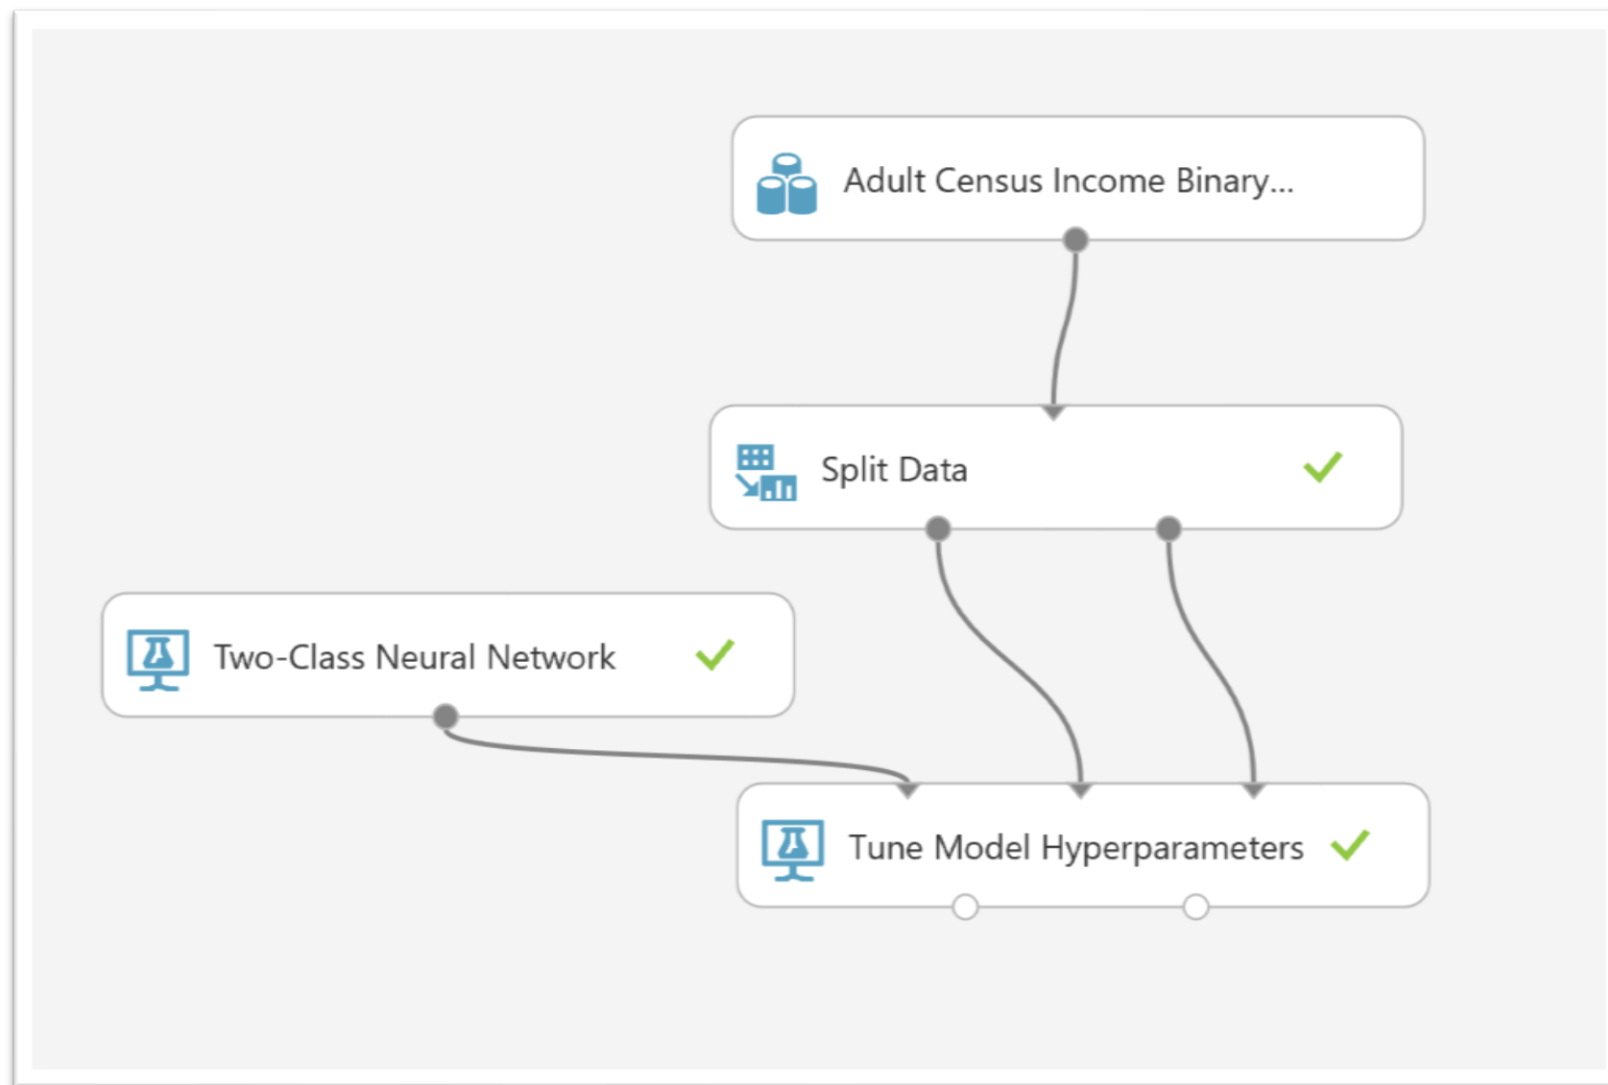 Adult Census Income Binary...
Split Data
Two-Class Neural Network
Tune Model Hyperparameters